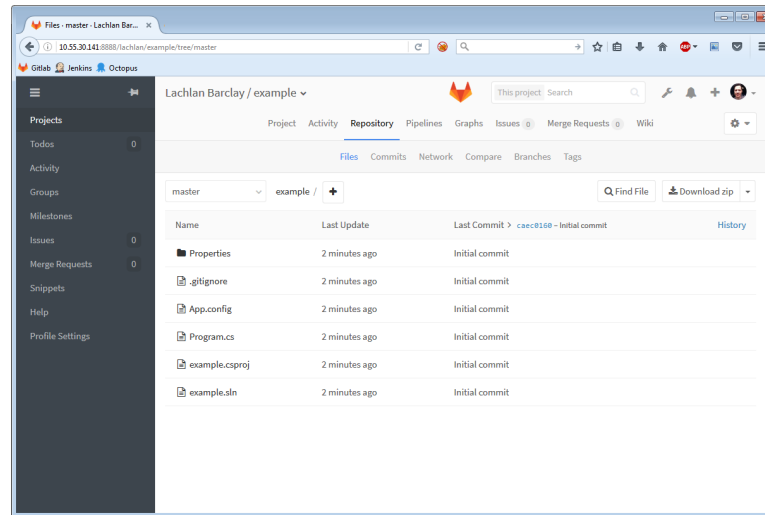 Files · master · Lachlan Bar... ×
10.55.30.141:8888/lachlan/example/tree/master
ABP
Gitlab Jenkins Octopus
Lachlan Barclay / example
This project Search
Projects
Project Activity Repository Pipelines Graphs Issues 0 Merge Requests 0 Wiki
Todos 0
Files Commits Network Compare Branches Tags
Activity
Groups
master example / + Find File Download zip
Milestones
Name Last Update Last Commit > caec0160 – Initial commit History
Issues 0
Properties 2 minutes ago Initial commit
Merge Requests 0
.gitignore 2 minutes ago Initial commit
Snippets
Help
App.config 2 minutes ago Initial commit
Profile Settings
Program.cs 2 minutes ago Initial commit
example.csproj 2 minutes ago Initial commit
example.sln 2 minutes ago Initial commit